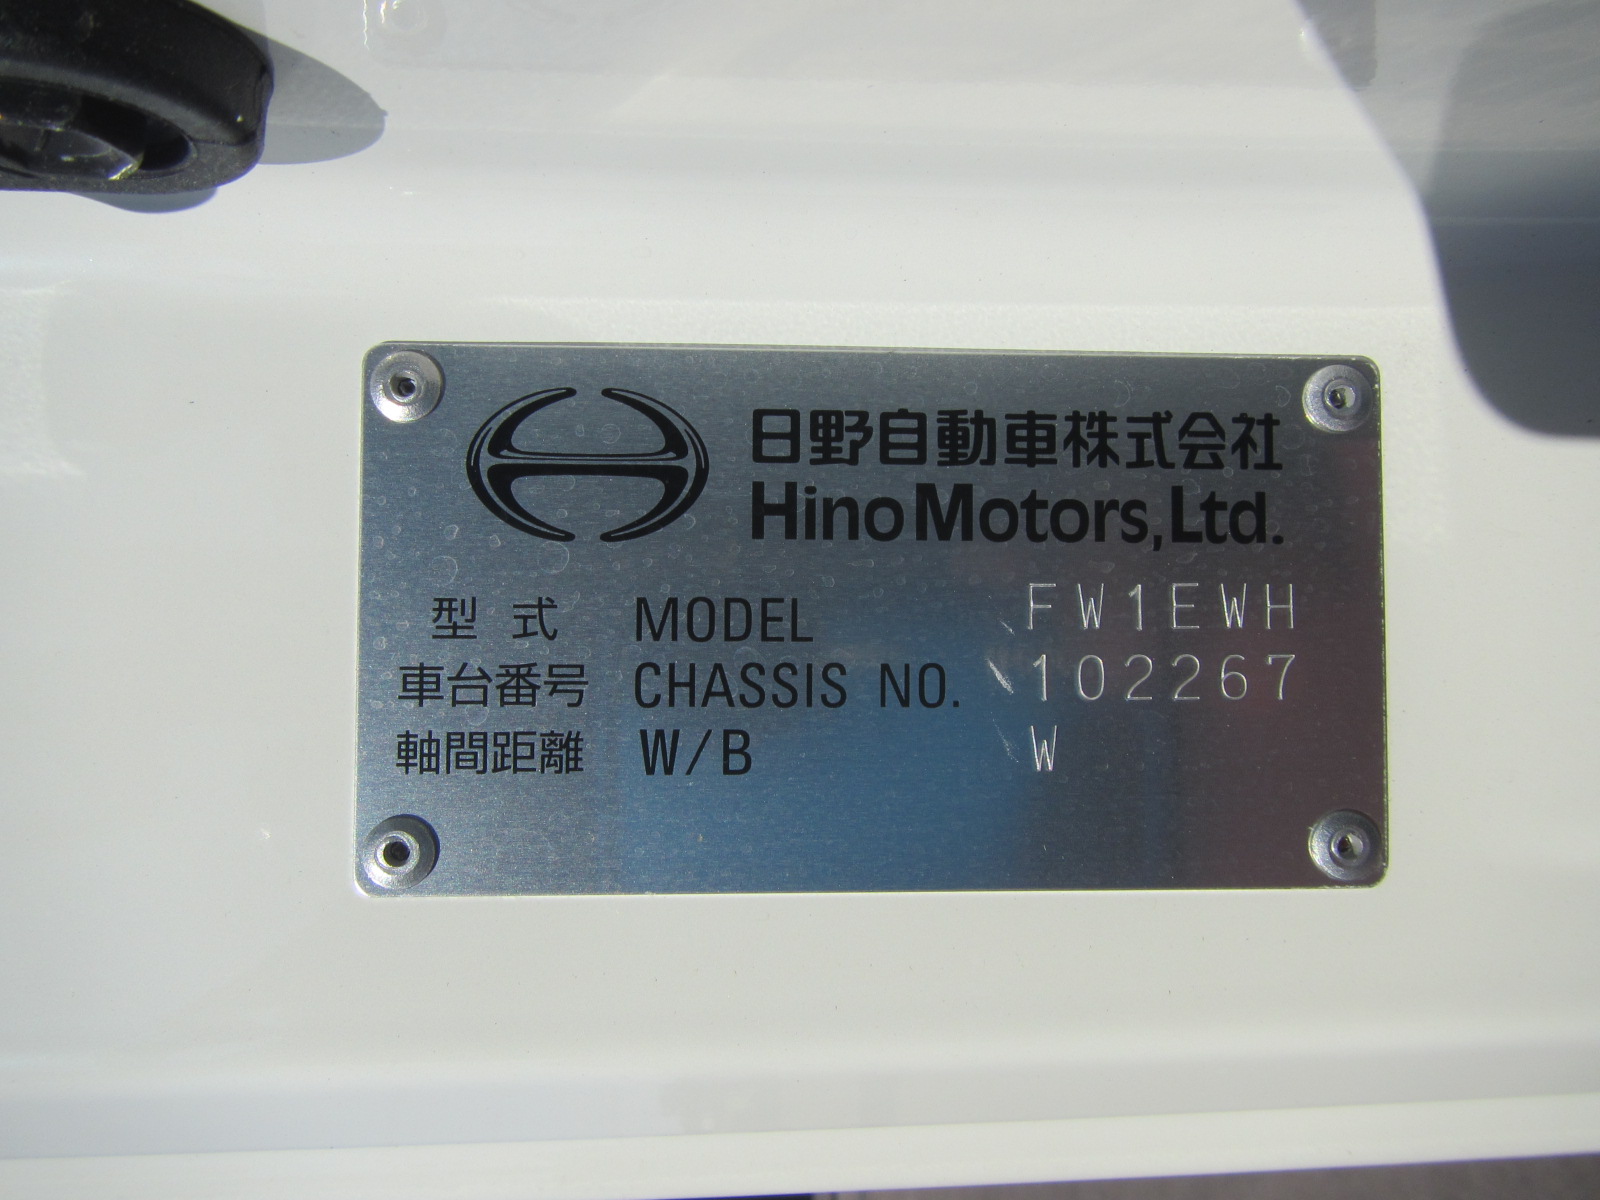 日野自動車株式会社
Hino Motors, Ltd.
型 式 MODEL FW1EWH
車台番号 CHASSIS NO. 102267
軸間距離 W/B W